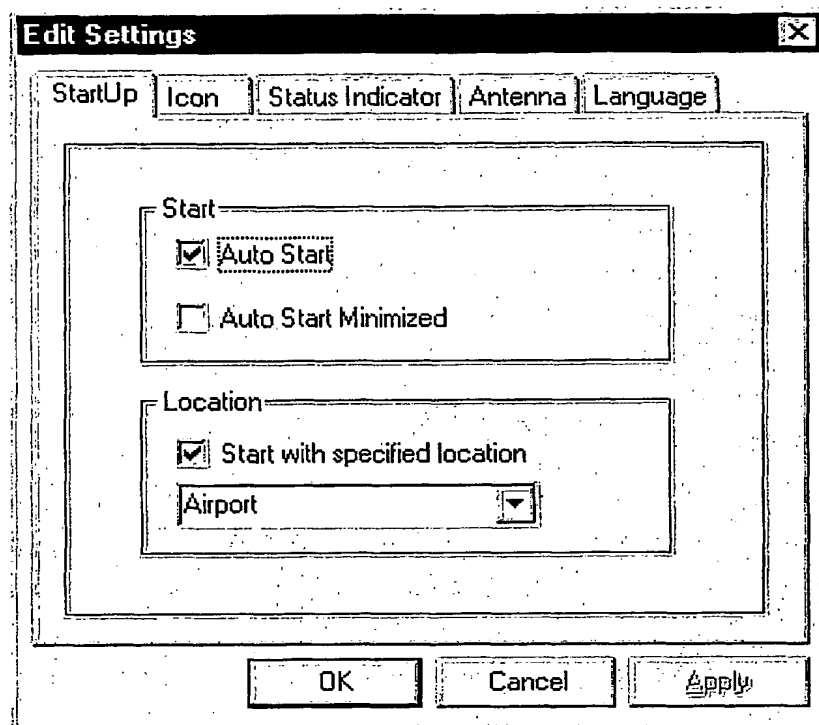 Edit Settings
StartUp Icon Status Indicator Antenna Language
Start
Auto Start
Auto Start Minimized
Location
Start with specified location
Airport
OK Cancel Apply